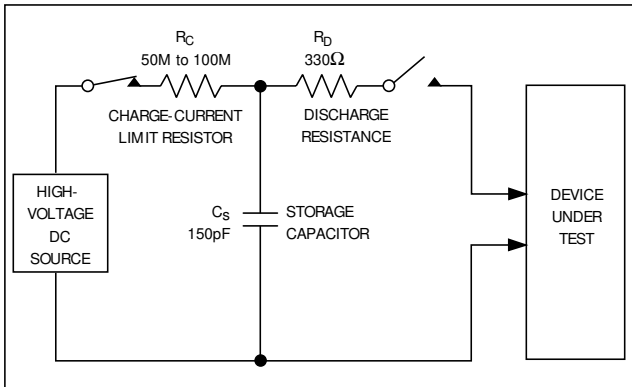 R_C
50M to 100M
CHARGE-CURRENT
LIMIT RESISTOR
R_D
330Ω
DISCHARGE
RESISTANCE
HIGH-
VOLTAGE
DC
SOURCE
C_S
150pF
STORAGE
CAPACITOR
DEVICE
UNDER
TEST